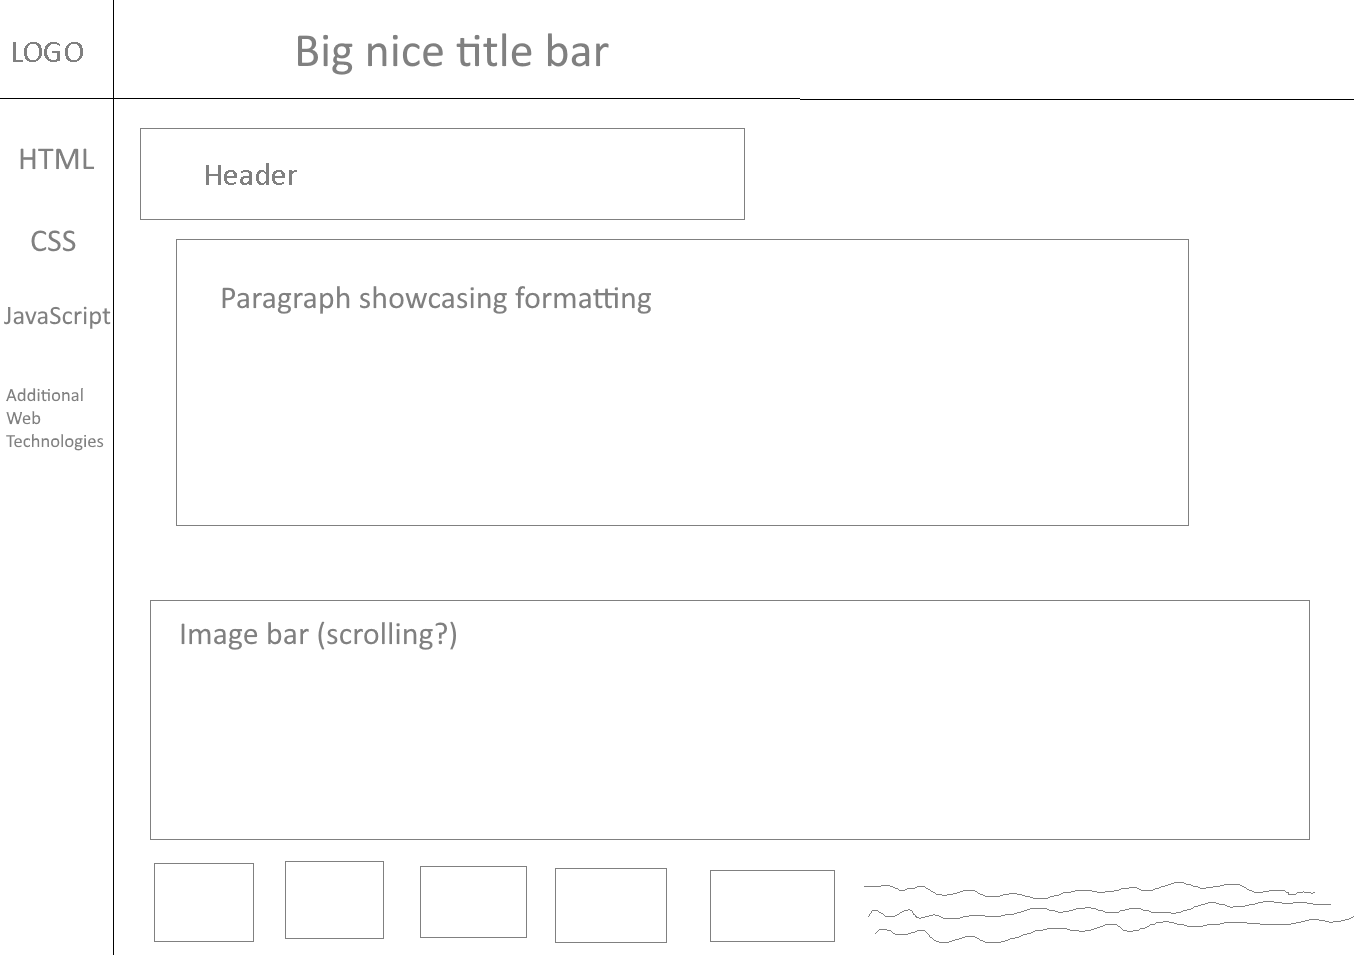 LOGO
Big nice title bar
HTML
Header
CSS
JavaScript
Paragraph showcasing formatting
Additional
Web
Technologies
Image bar (scrolling?)